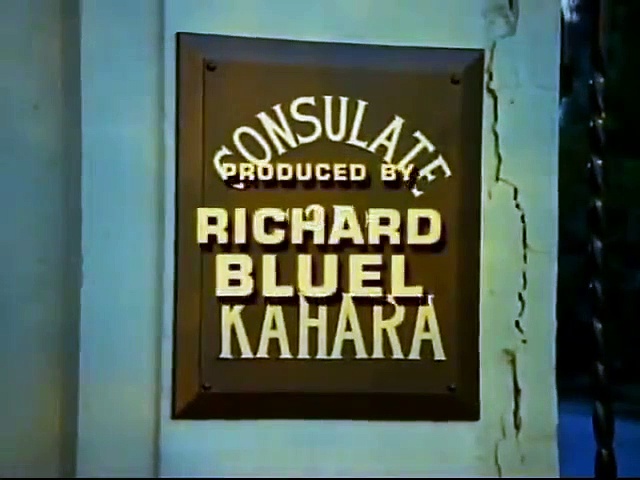 CONSULATE
PRODUCED BY
RICHARD
BLUEL
KAHARA